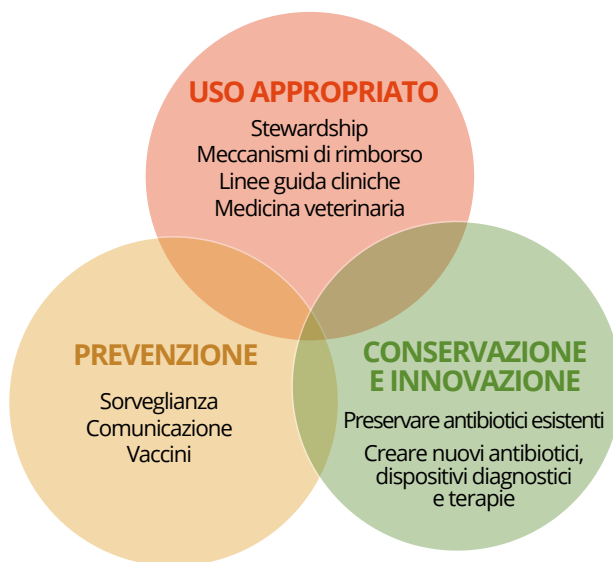 USO APPROPRIATO
Stewardship
Meccanismi di rimborso
Linee guida cliniche
Medicina veterinaria
PREVENZIONE
Sorveglianza
Comunicazione
Vaccini
CONSERVAZIONE
E INNOVAZIONE
Preservare antibiotici esistenti
Creare nuovi antibiotici,
dispositivi diagnostici
e terapie